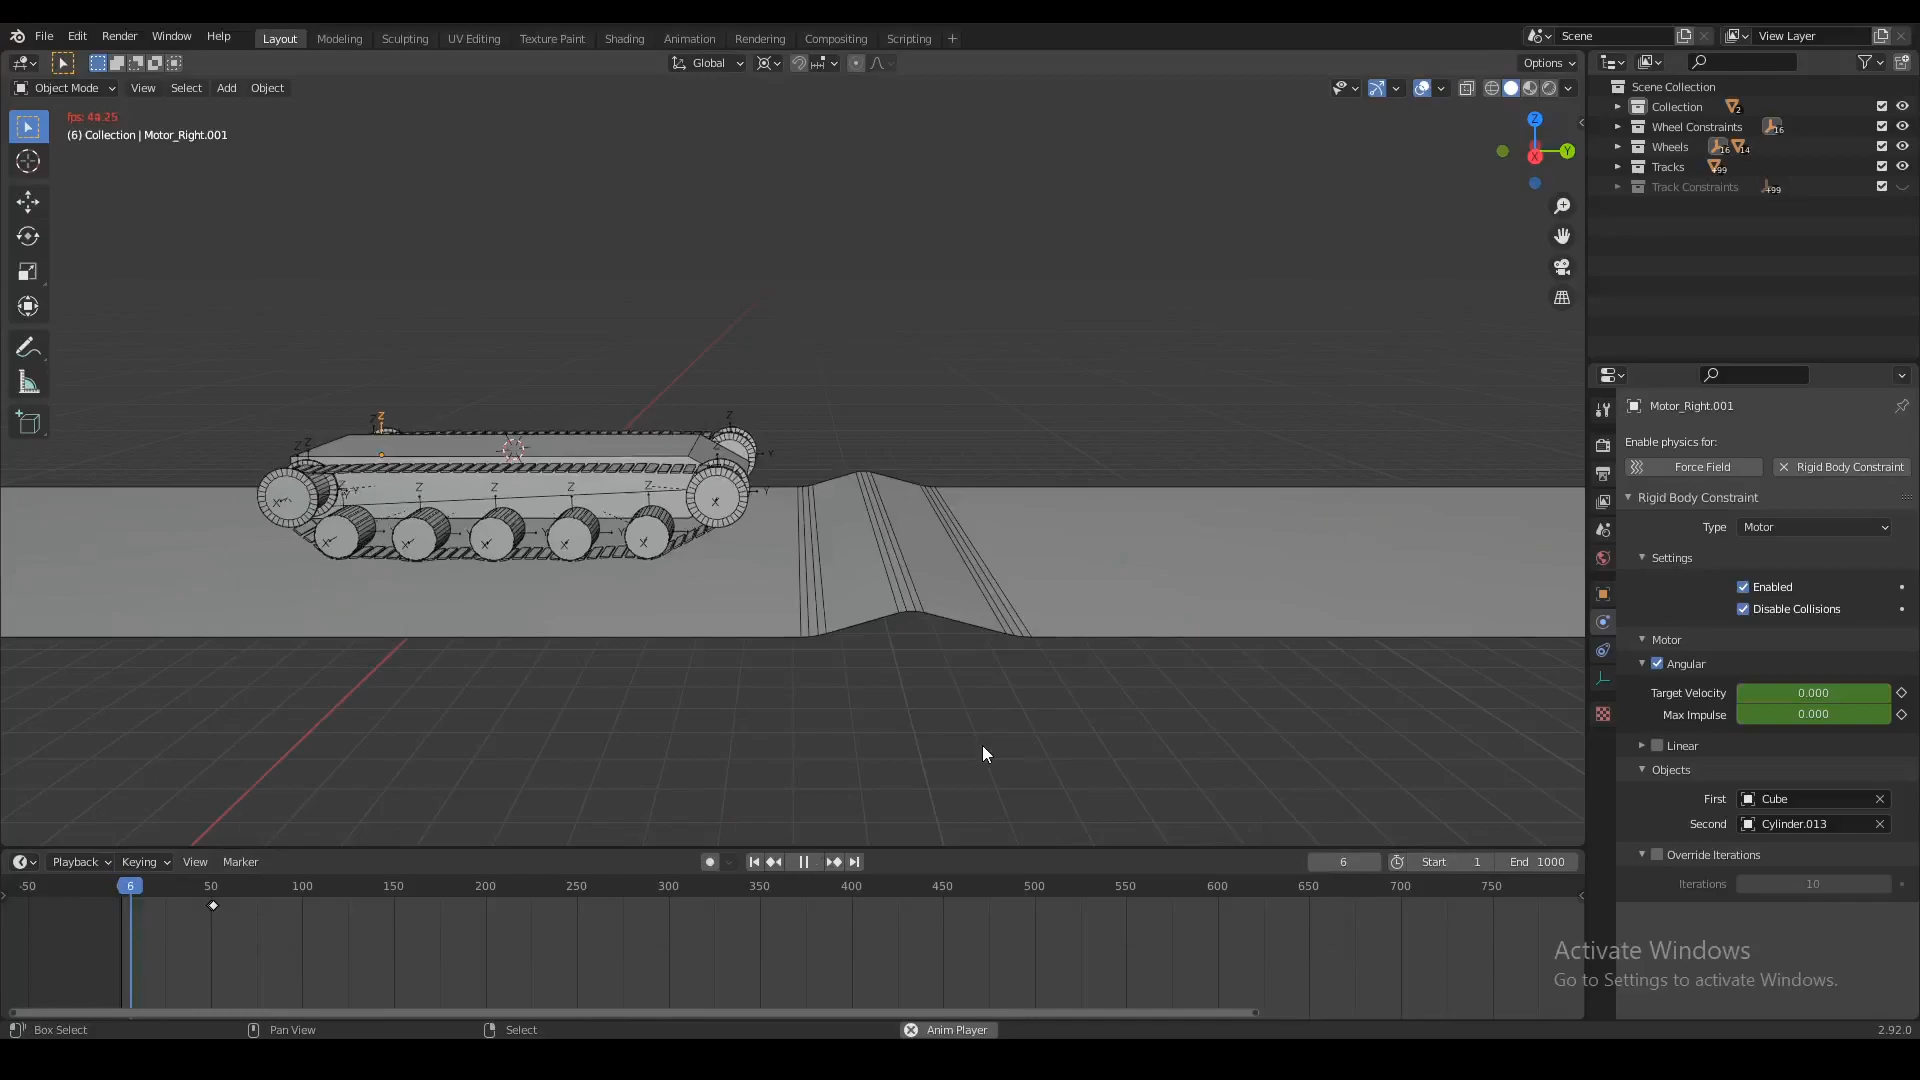 File Edit Render Window Help Layout Modeling Sculpting UV Editing Texture Paint Shading Animation Rendering Compositing Scripting + Scene View Layer
Global Options
Object Mode View Select Add Object
(6) Collection | Motor_Right.001
Z
Y
X
Scene Collection
Collection 2
Wheel Constraints 16
Wheels 16 14
Tracks +99
Track Constraints +99
Motor_Right.001
Enable physics for:
Force Field Rigid Body Constraint
Rigid Body Constraint
Type Motor
Settings
Enabled
Disable Collisions
Motor
Angular
Target Velocity 0.000
Max Impulse 0.000
Linear
Objects
First Cube
Second Cylinder.013
Override Iterations
Iterations 10
Playback Keying View Marker 6 Start 1 End 1000
-50 6 50 100 150 200 250 300 350 400 450 500 550 600 650 700 750
Activate Windows
Go to Settings to activate Windows.
Box Select Pan View Select Anim Player 2.92.0